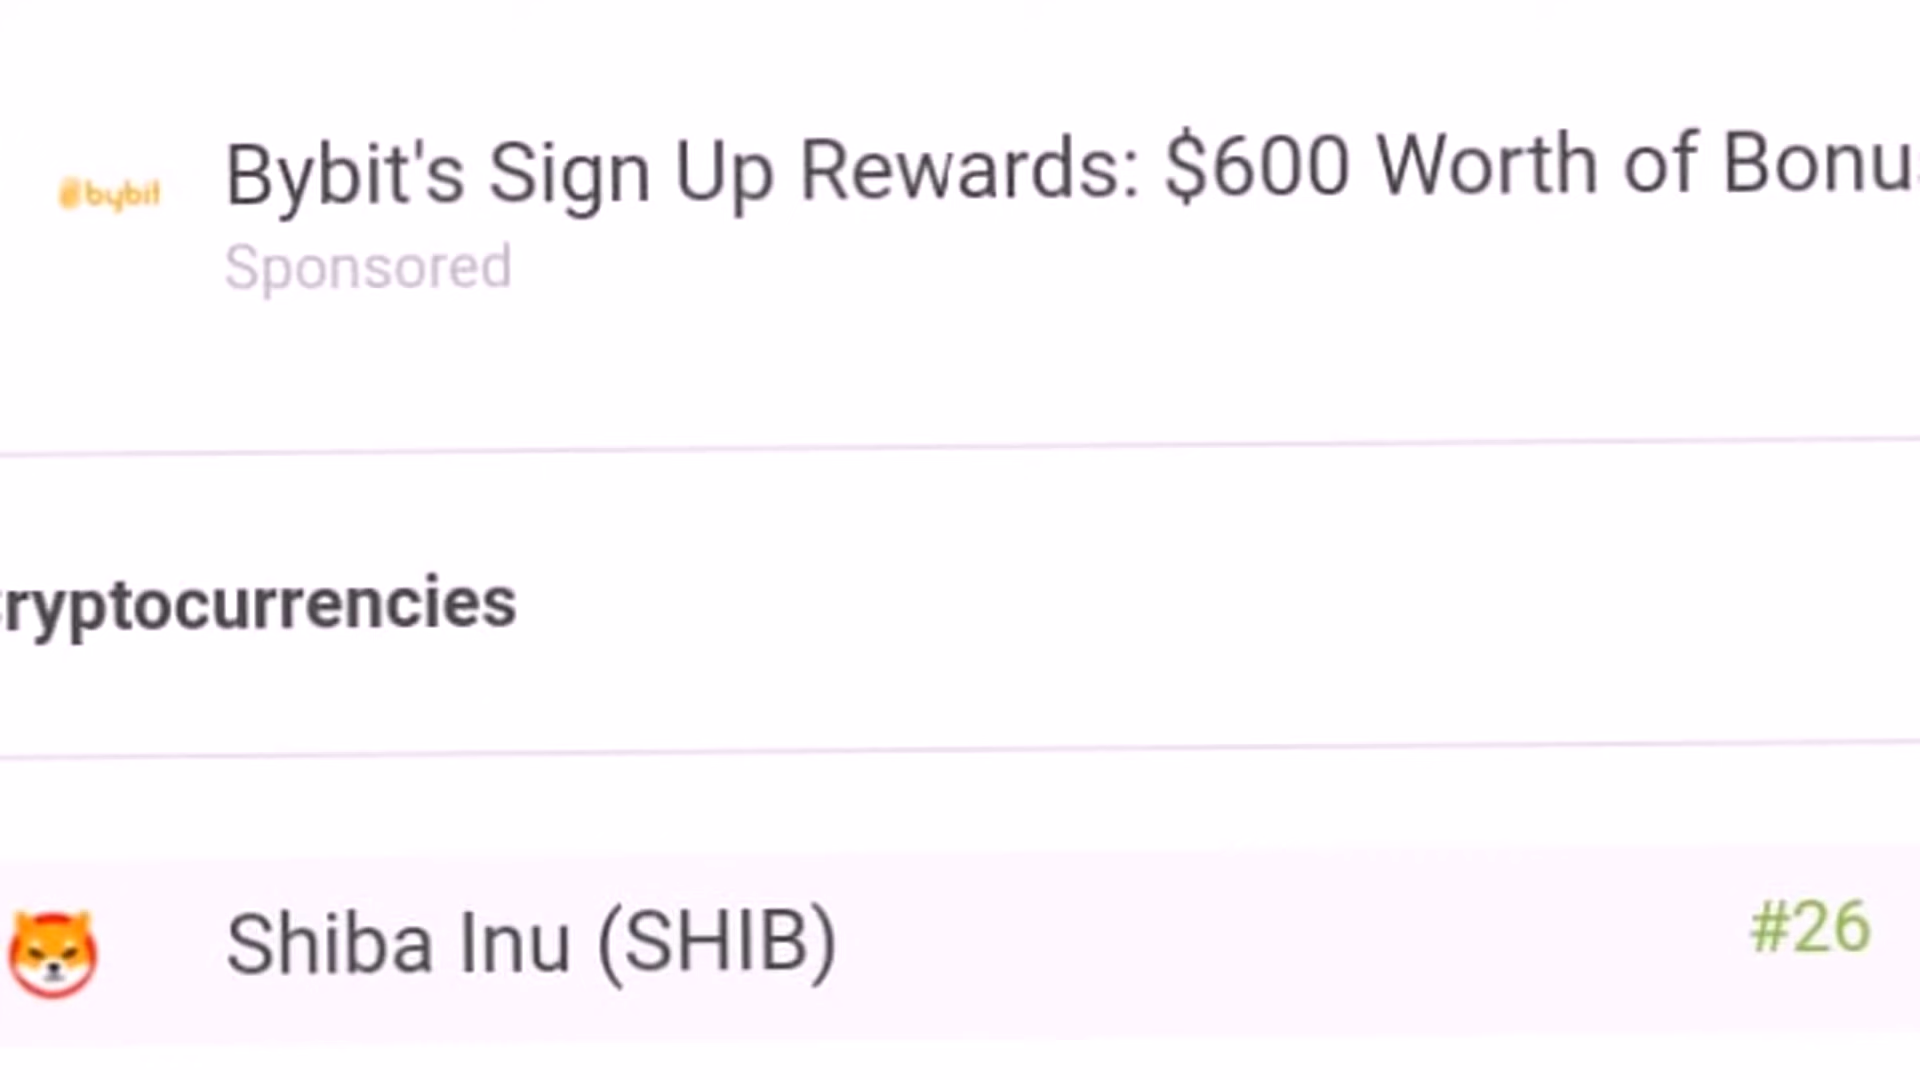 bybit
Bybit's Sign Up Rewards: $600 Worth of Bonu
Sponsored
ryptocurrencies
Shiba Inu (SHIB)
#26